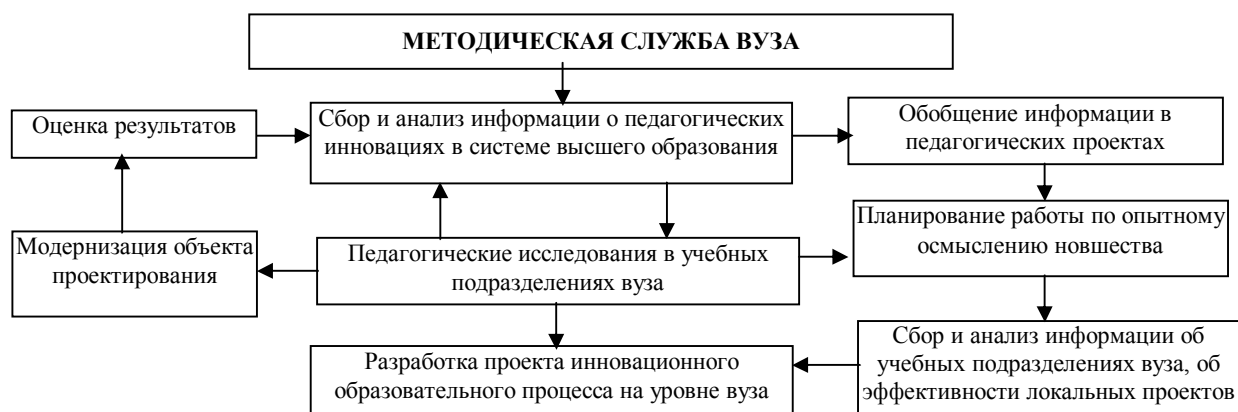 МЕТОДИЧЕСКАЯ СЛУЖБА ВУЗА
Оценка результатов
Сбор и анализ информации о педагогических
инновациях в системе высшего образования
Обобщение информации в
педагогических проектах
Модернизация объекта
проектирования
Педагогические исследования в учебных
подразделениях вуза
Планирование работы по опытному
осмыслению новшества
Разработка проекта инновационного
образовательного процесса на уровне вуза
Сбор и анализ информации об
учебных подразделениях вуза, об
эффективности локальных проектов